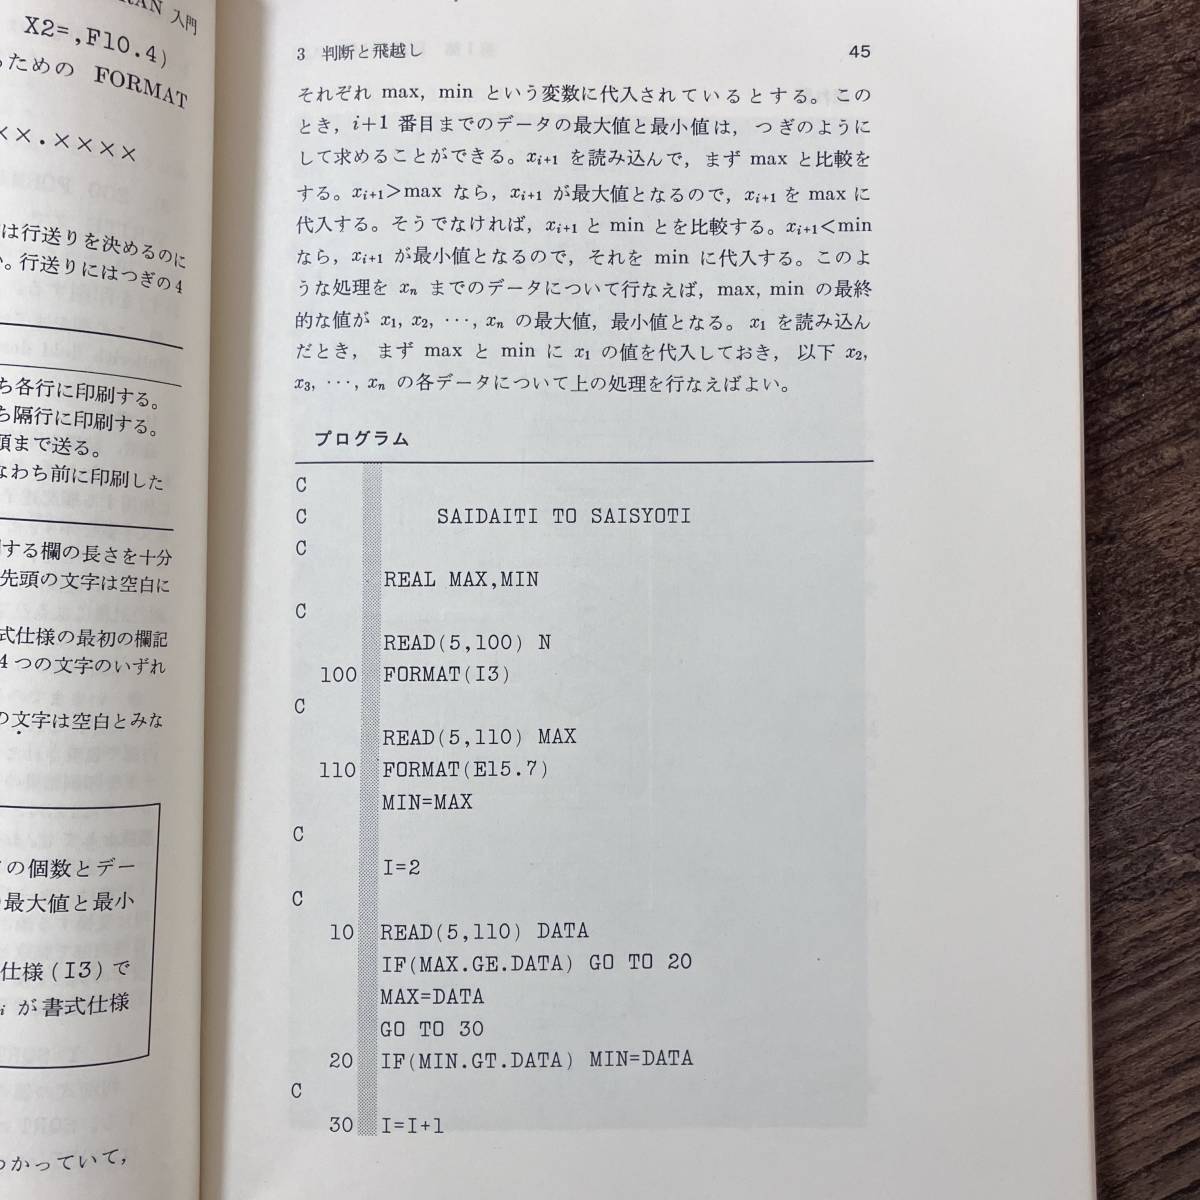 RAN 入門
X2=,F10.4)
ための FORMAT
××.××××
は行送りを決めるのに
。行送りにはつぎの4
ち各行に印刷する。
ち隔行に印刷する。
頭まで送る。
なわち前に印刷した
する欄の長さを十分
先頭の文字は空白に
式仕様の最初の欄記
4つの文字のいずれ
の文字は空白とみな
の個数とデー
最大値と最小
仕様(I3)で
i が書式仕様
かっていて,
3 判断と飛越し 45
それぞれ max, min という変数に代入されているとする。この
とき, i+1 番目までのデータの最大値と最小値は, つぎのように
して求めることができる。xi+1 を読み込んで, まず max と比較を
する。xi+1>max なら, xi+1 が最大値となるので, xi+1 を max に
代入する。そうでなければ, xi+1 と min とを比較する。xi+1<min
なら, xi+1 が最小値となるので, それを min に代入する。このよ
うな処理を xn までのデータについて行なえば, max, min の最終
的な値が x1, x2, ···, xn の最大値, 最小値となる。x1 を読み込ん
だとき, まず max と min に x1 の値を代入しておき, 以下 x2,
x3, ···, xn の各データについて上の処理を行なえばよい。
プログラム
C
C SAIDAITI TO SAISYOTI
C
REAL MAX,MIN
C
READ(5,100) N
100 FORMAT(I3)
C
READ(5,110) MAX
110 FORMAT(E15.7)
MIN=MAX
C
I=2
C
10 READ(5,110) DATA
IF(MAX.GE.DATA) GO TO 20
MAX=DATA
GO TO 30
20 IF(MIN.GT.DATA) MIN=DATA
C
30 I=I+1